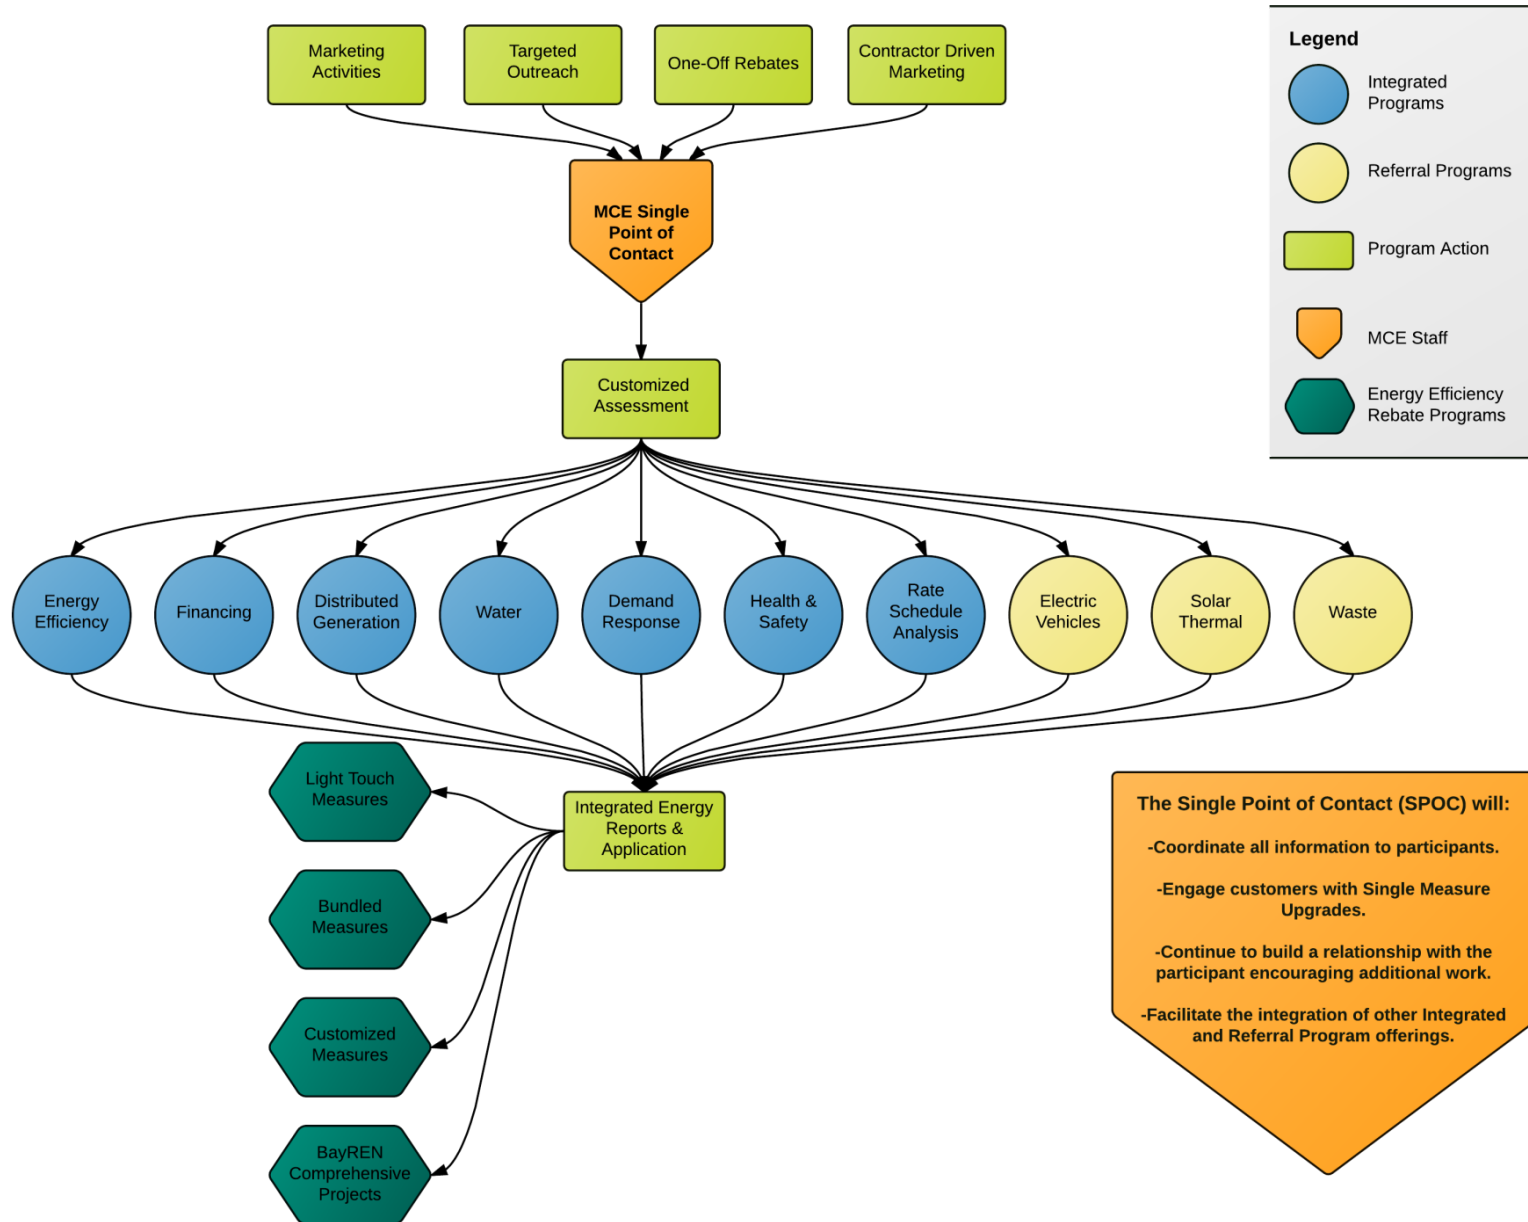 Marketing
Activities
Targeted
Outreach
One-Off Rebates
Contractor Driven
Marketing
Legend
Integrated
Programs
Referral Programs
Program Action
MCE Staff
Energy Efficiency
Rebate Programs
MCE Single
Point of
Contact
Customized
Assessment
Energy
Efficiency
Financing
Distributed
Generation
Water
Demand
Response
Health &
Safety
Rate
Schedule
Analysis
Electric
Vehicles
Solar
Thermal
Waste
Integrated Energy
Reports &
Application
Light Touch
Measures
Bundled
Measures
Customized
Measures
BayREN
Comprehensive
Projects
The Single Point of Contact (SPOC) will:
-Coordinate all information to participants.
-Engage customers with Single Measure
Upgrades.
-Continue to build a relationship with the
participant encouraging additional work.
-Facilitate the integration of other Integrated
and Referral Program offerings.